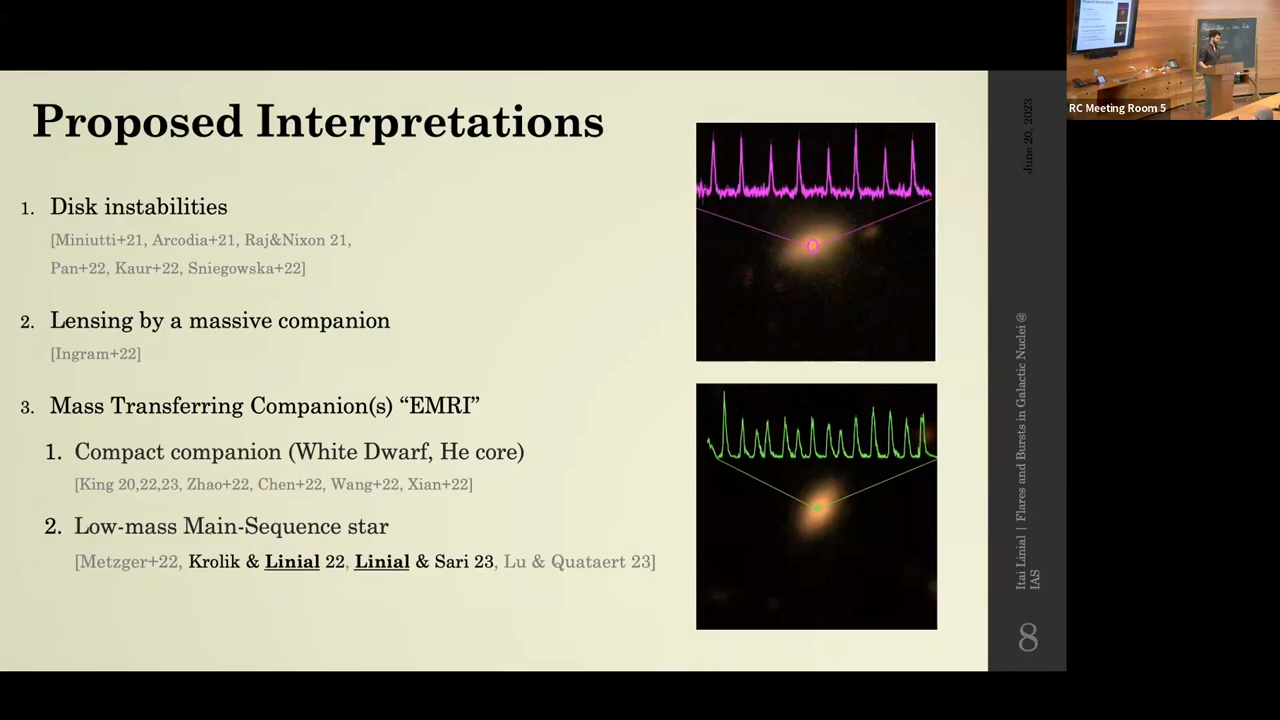 Proposed Interpretations
1. Disk instabilities
[Miniutti+21, Arcodia+21, Raj&Nixon 21,
Pan+22, Kaur+22, Sniegowska+22]
2. Lensing by a massive companion
[Ingram+22]
3. Mass Transferring Companion(s) “EMRI”
1. Compact companion (White Dwarf, He core)
[King 20,22,23, Zhao+22, Chen+22, Wang+22, Xian+22]
2. Low-mass Main-Sequence star
[Metzger+22, Krolik & Linial 22, Linial & Sari 23, Lu & Quataert 23]
June 20, 2023
Itai Linial | Flares and Bursts in Galactic Nuclei @
IAS
8
RC Meeting Room 5